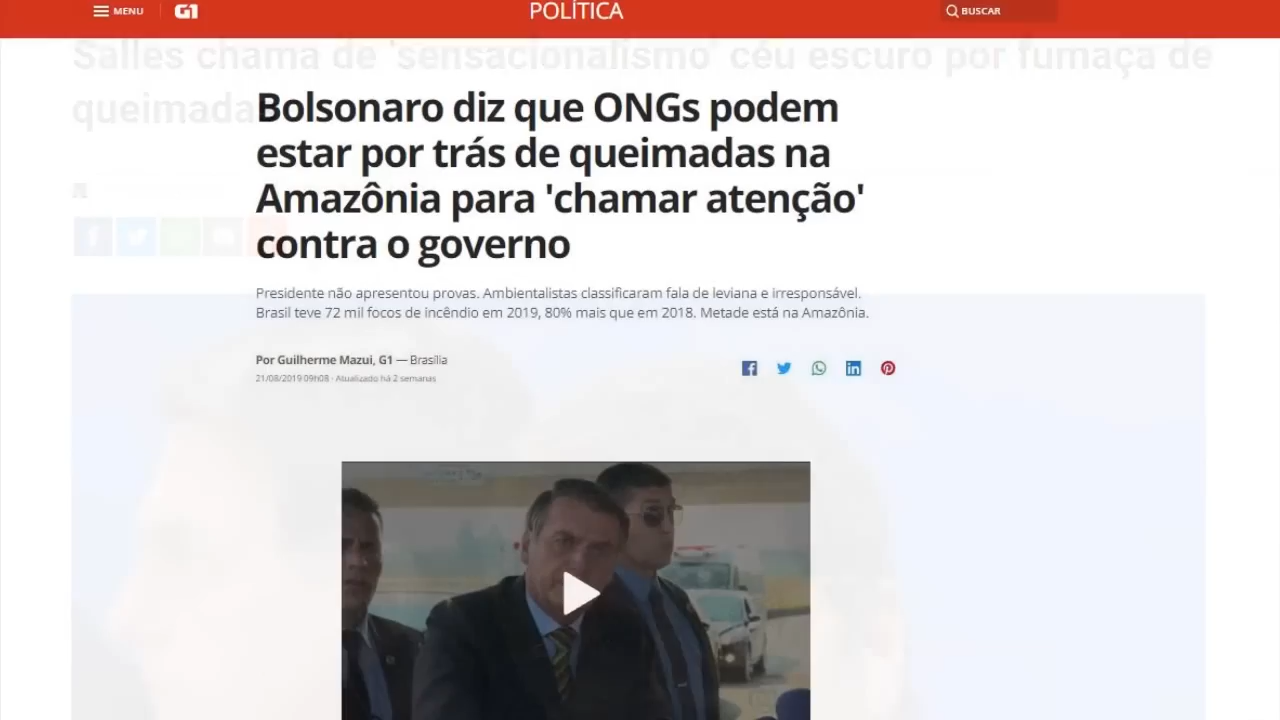 MENU
G1
POLÍTICA
BUSCAR
Salles chama de 'sensacionalismo' céu escuro por fumaça de
queimada
Bolsonaro diz que ONGs podem
estar por trás de queimadas na
Amazônia para 'chamar atenção'
contra o governo
Presidente não apresentou provas. Ambientalistas classificaram fala de leviana e irresponsável.
Brasil teve 72 mil focos de incêndio em 2019, 80% mais que em 2018. Metade está na Amazônia.
Por Guilherme Mazui, G1 — Brasília
21/08/2019 09h08 · Atualizado há 2 semanas